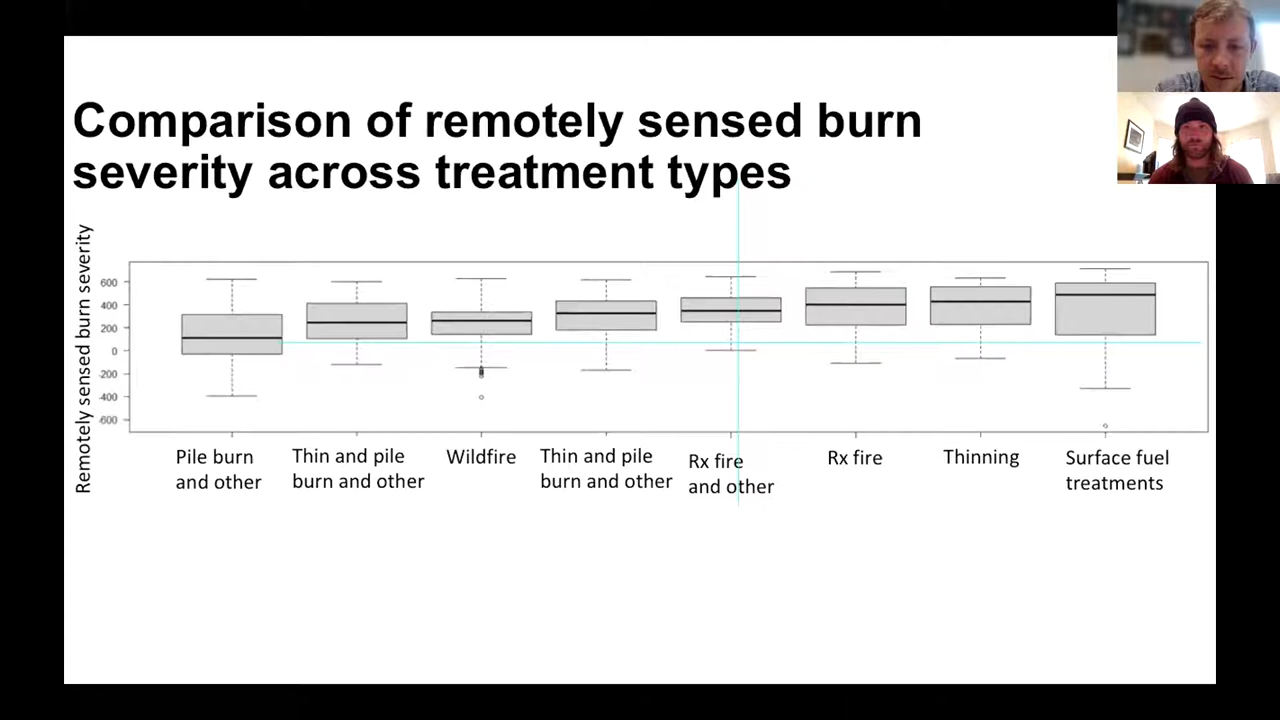 Comparison of remotely sensed burn
severity across treatment types
Remotely sensed burn severity
600
400
200
0
-200
-400
-600
Pile burn
and other
Thin and pile
burn and other
Wildfire
Thin and pile
burn and other
Rx fire
and other
Rx fire
Thinning
Surface fuel
treatments